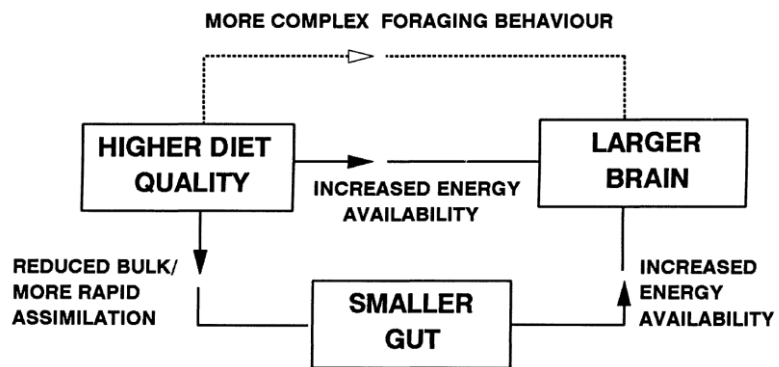 MORE COMPLEX FORAGING BEHAVIOUR
HIGHER DIET
QUALITY
LARGER
BRAIN
INCREASED ENERGY
AVAILABILITY
REDUCED BULK/
MORE RAPID
ASSIMILATION
SMALLER
GUT
INCREASED
ENERGY
AVAILABILITY